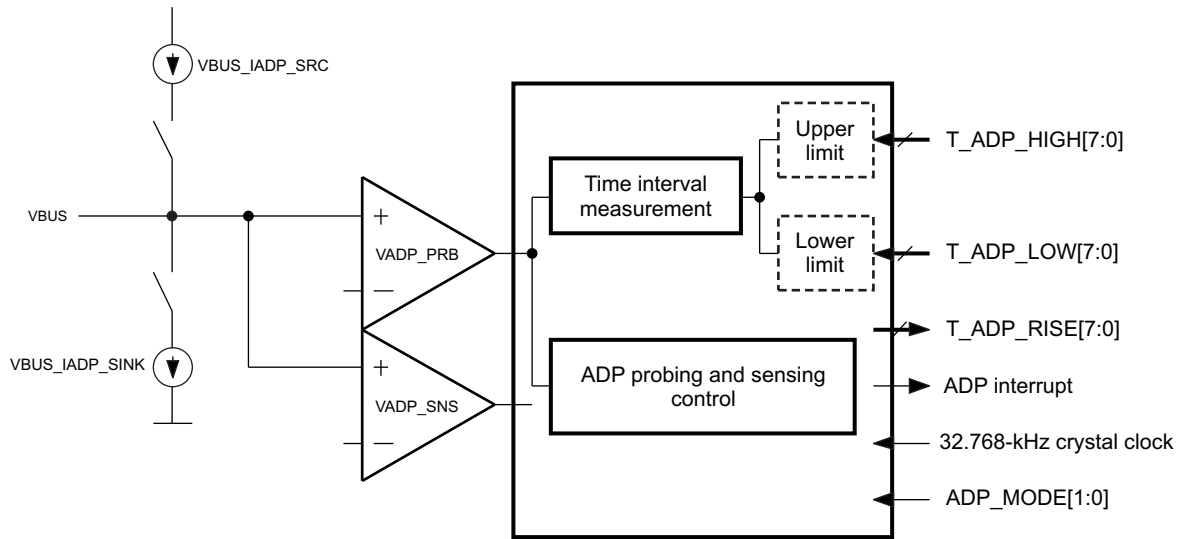 VBUS_IADP_SRC
VBUS
VBUS_IADP_SINK
+
VADP_PRB
−
+
VADP_SNS
−
Time interval
measurement
Upper
limit
Lower
limit
ADP probing and sensing
control
T_ADP_HIGH[7:0]
T_ADP_LOW[7:0]
T_ADP_RISE[7:0]
ADP interrupt
32.768-kHz crystal clock
ADP_MODE[1:0]